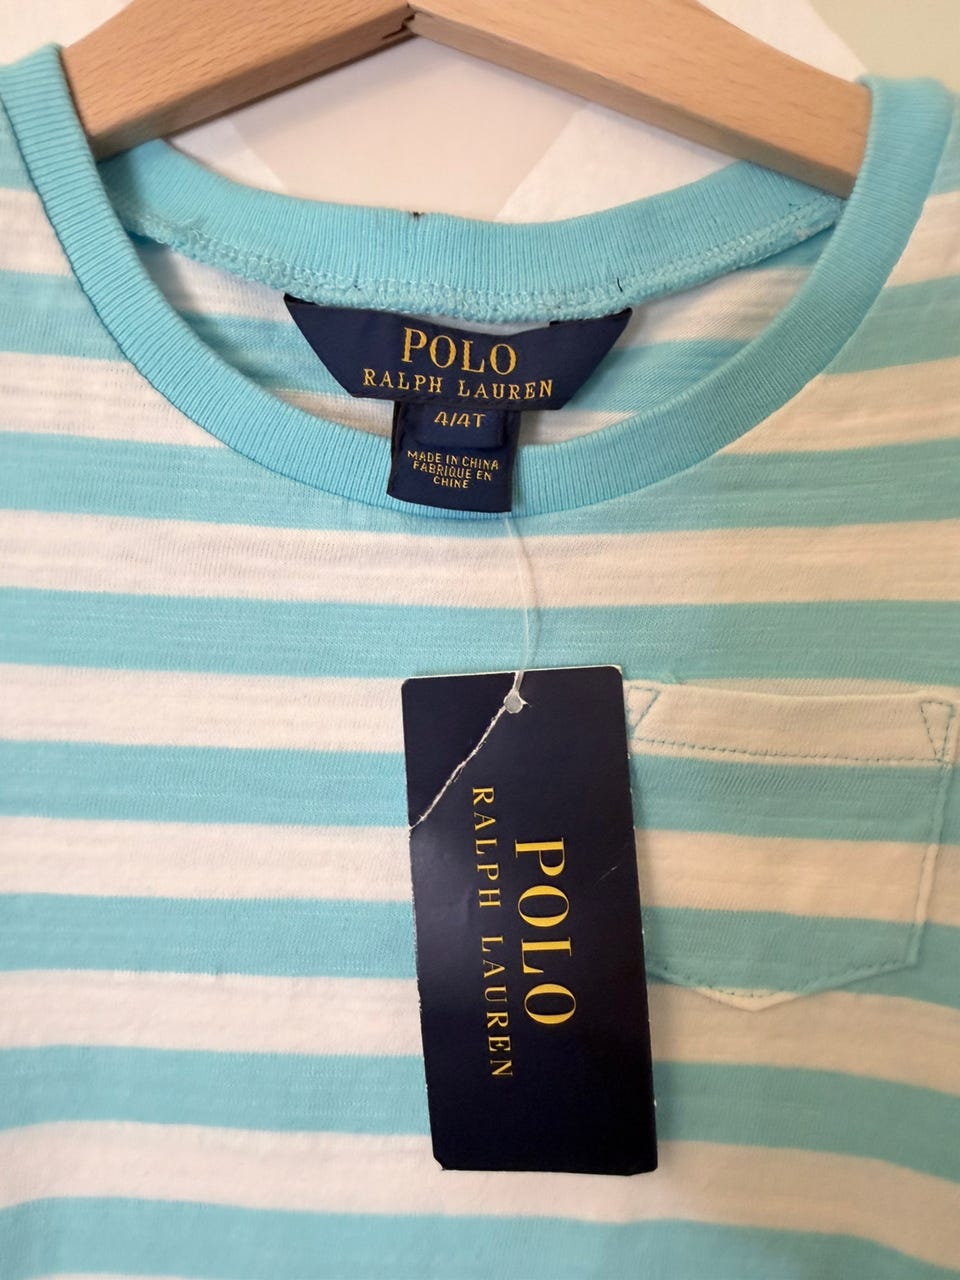 POLO
RALPH LAUREN
4/4T
MADE IN CHINA
FABRIQUE EN
CHINE
POLO
RALPH LAUREN